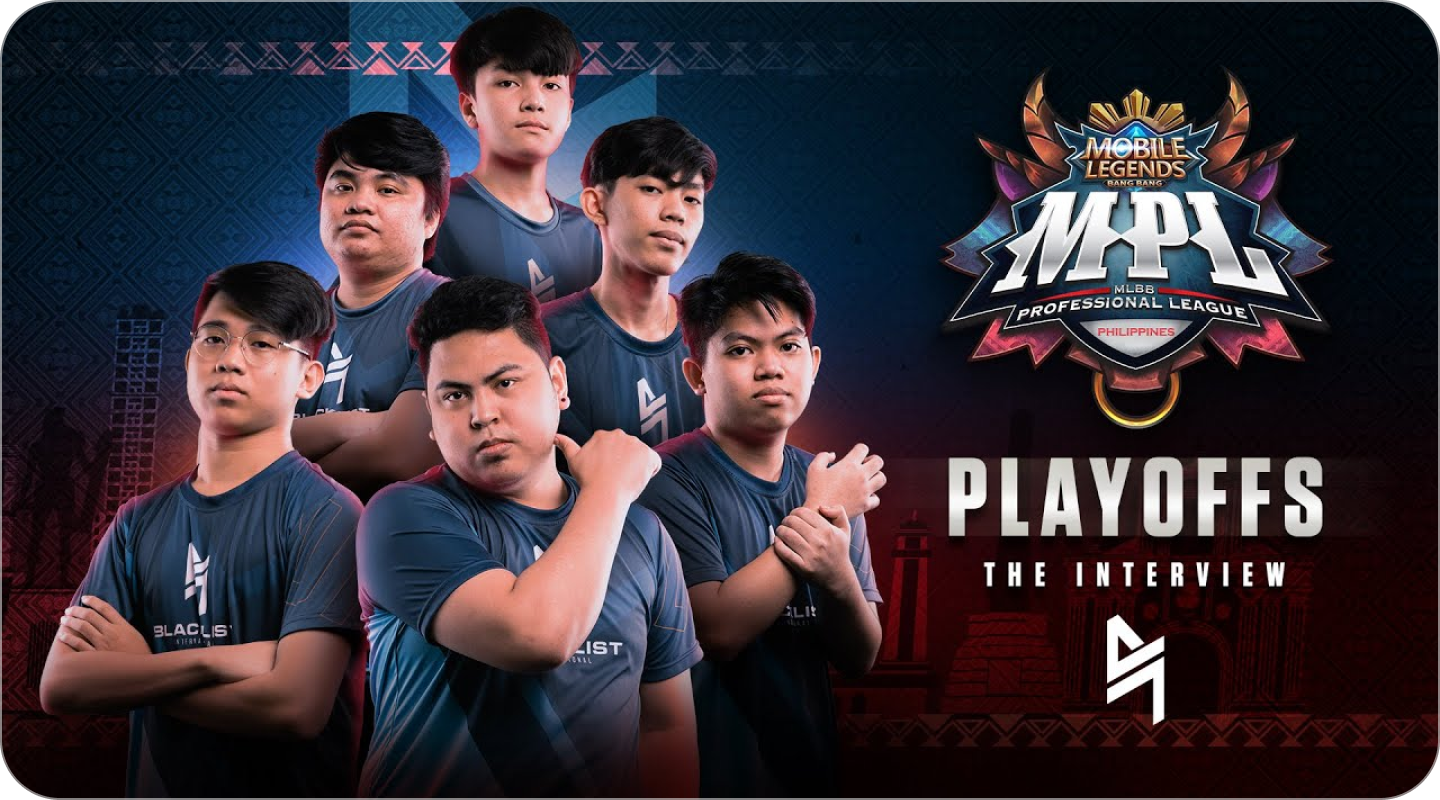 MOBILE
LEGENDS
BANG BANG
MPL
MLBB
PROFESSIONAL LEAGUE
PHILIPPINES
PLAYOFFS
THE INTERVIEW
BLACKLIST